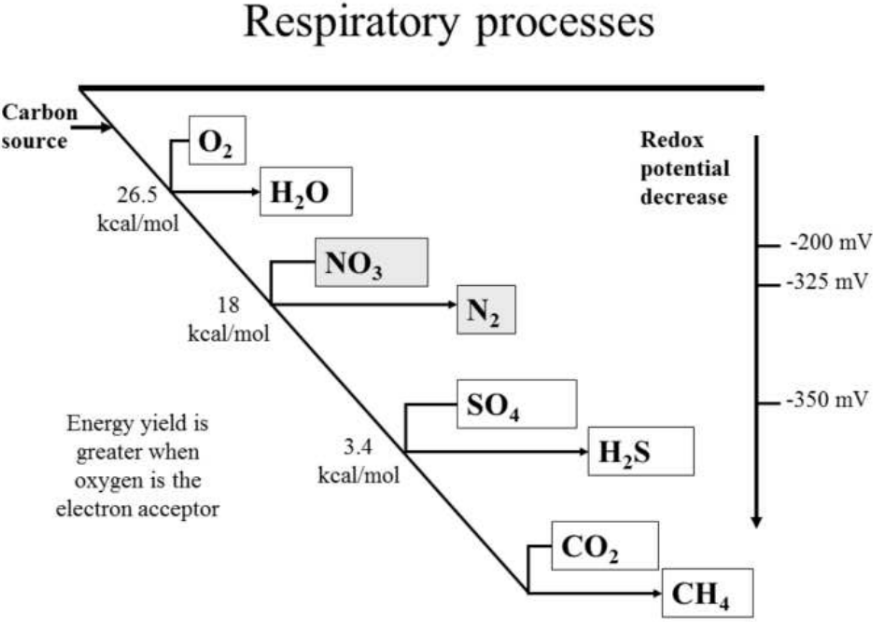 Respiratory processes
Carbon
source
O₂
H₂O
26.5
kcal/mol
Redox
potential
decrease
-200 mV
-325 mV
-350 mV
NO₃
N₂
18
kcal/mol
SO₄
H₂S
3.4
kcal/mol
Energy yield is
greater when
oxygen is the
electron acceptor
CO₂
CH₄